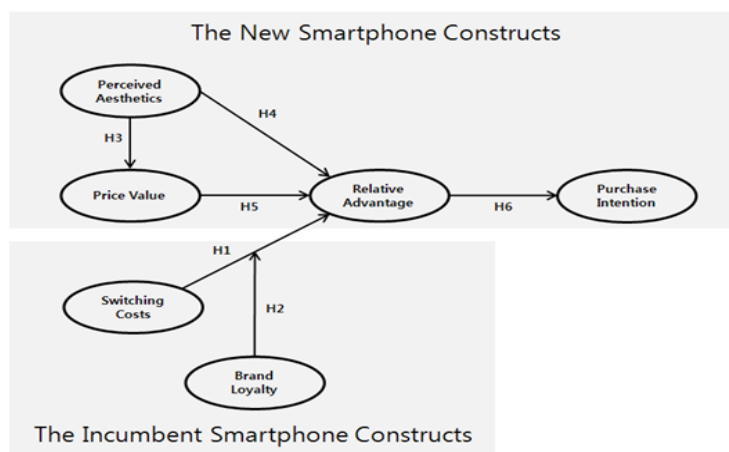 The New Smartphone Constructs
Perceived
Aesthetics
H4
H3
Price Value
H5
Relative
Advantage
H6
Purchase
Intention
H1
Switching
Costs
H2
Brand
Loyalty
The Incumbent Smartphone Constructs